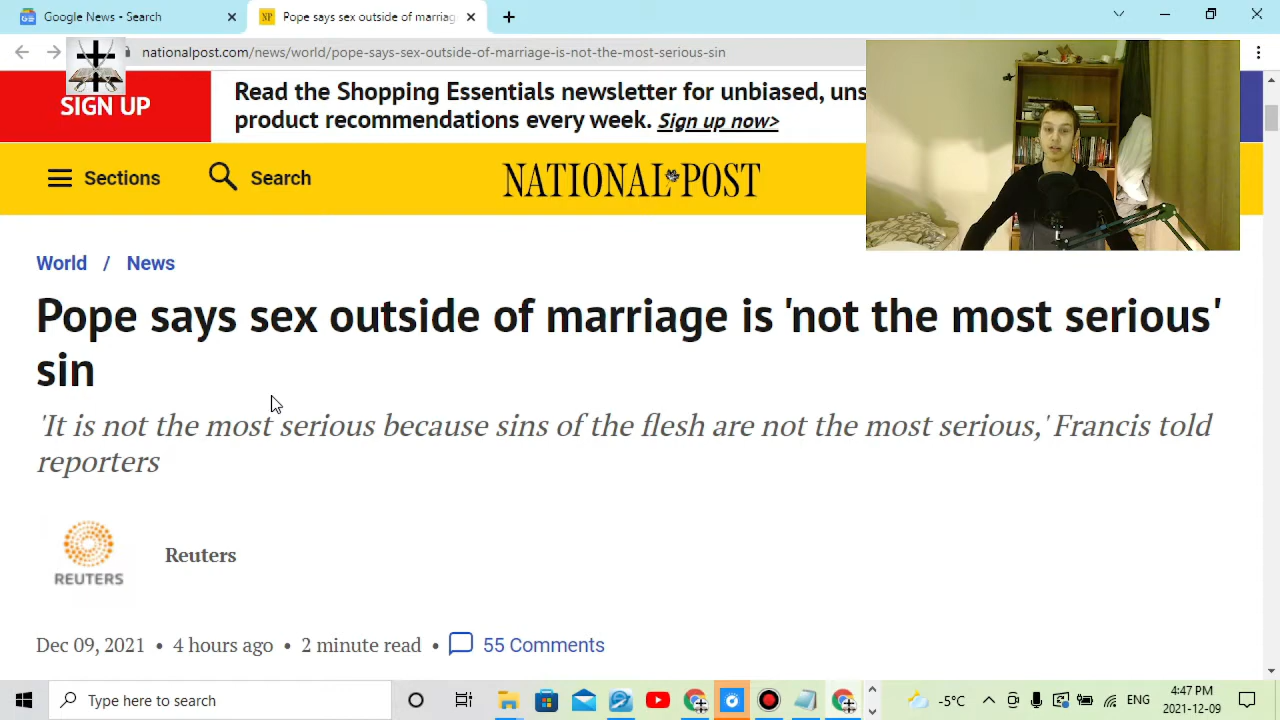 Google News - Search
Pope says sex outside of marriag
nationalpost.com/news/world/pope-says-sex-outside-of-marriage-is-not-the-most-serious-sin
SIGN UP
Read the Shopping Essentials newsletter for unbiased, uns
product recommendations every week. Sign up now>
Sections
Search
NATIONAL POST
World / News
Pope says sex outside of marriage is 'not the most serious'
sin
'It is not the most serious because sins of the flesh are not the most serious,' Francis told
reporters
REUTERS
Reuters
Dec 09, 2021 • 4 hours ago • 2 minute read • 55 Comments
Type here to search
-5°C
ENG
4:47 PM
2021-12-09
NP